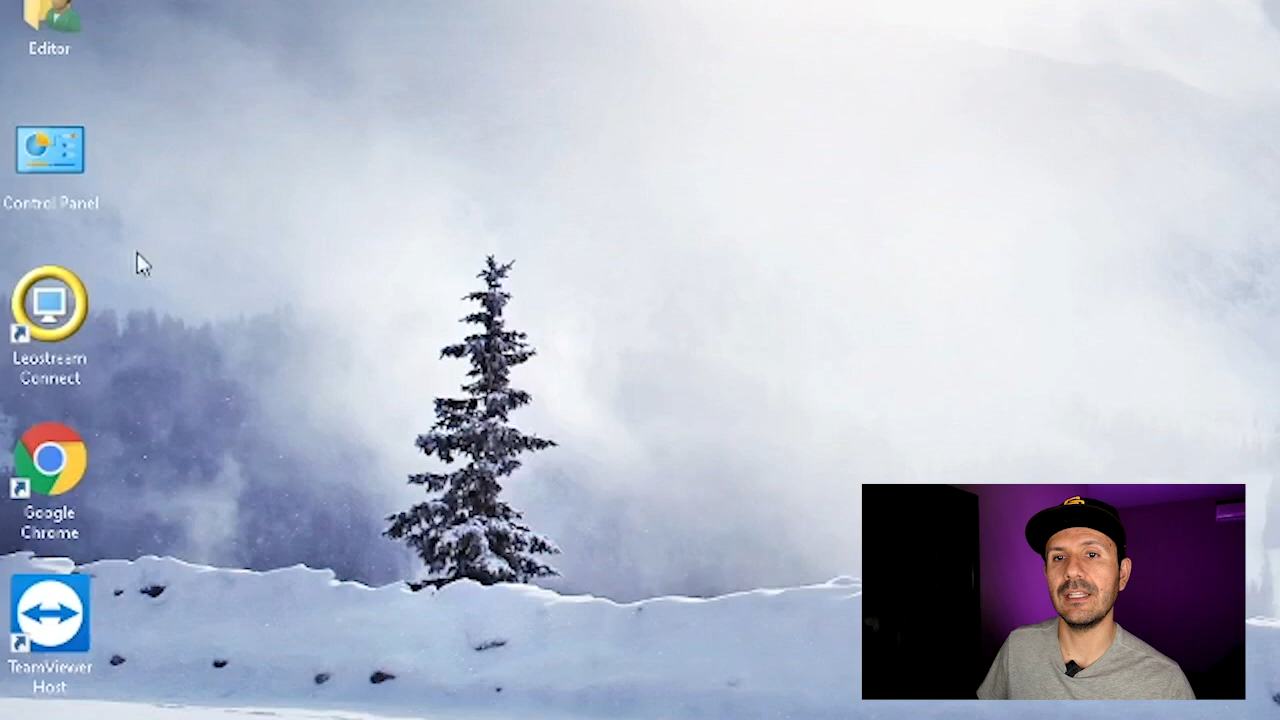 Editor
Control Panel
Leostream
Connect
Google
Chrome
TeamViewer
Host